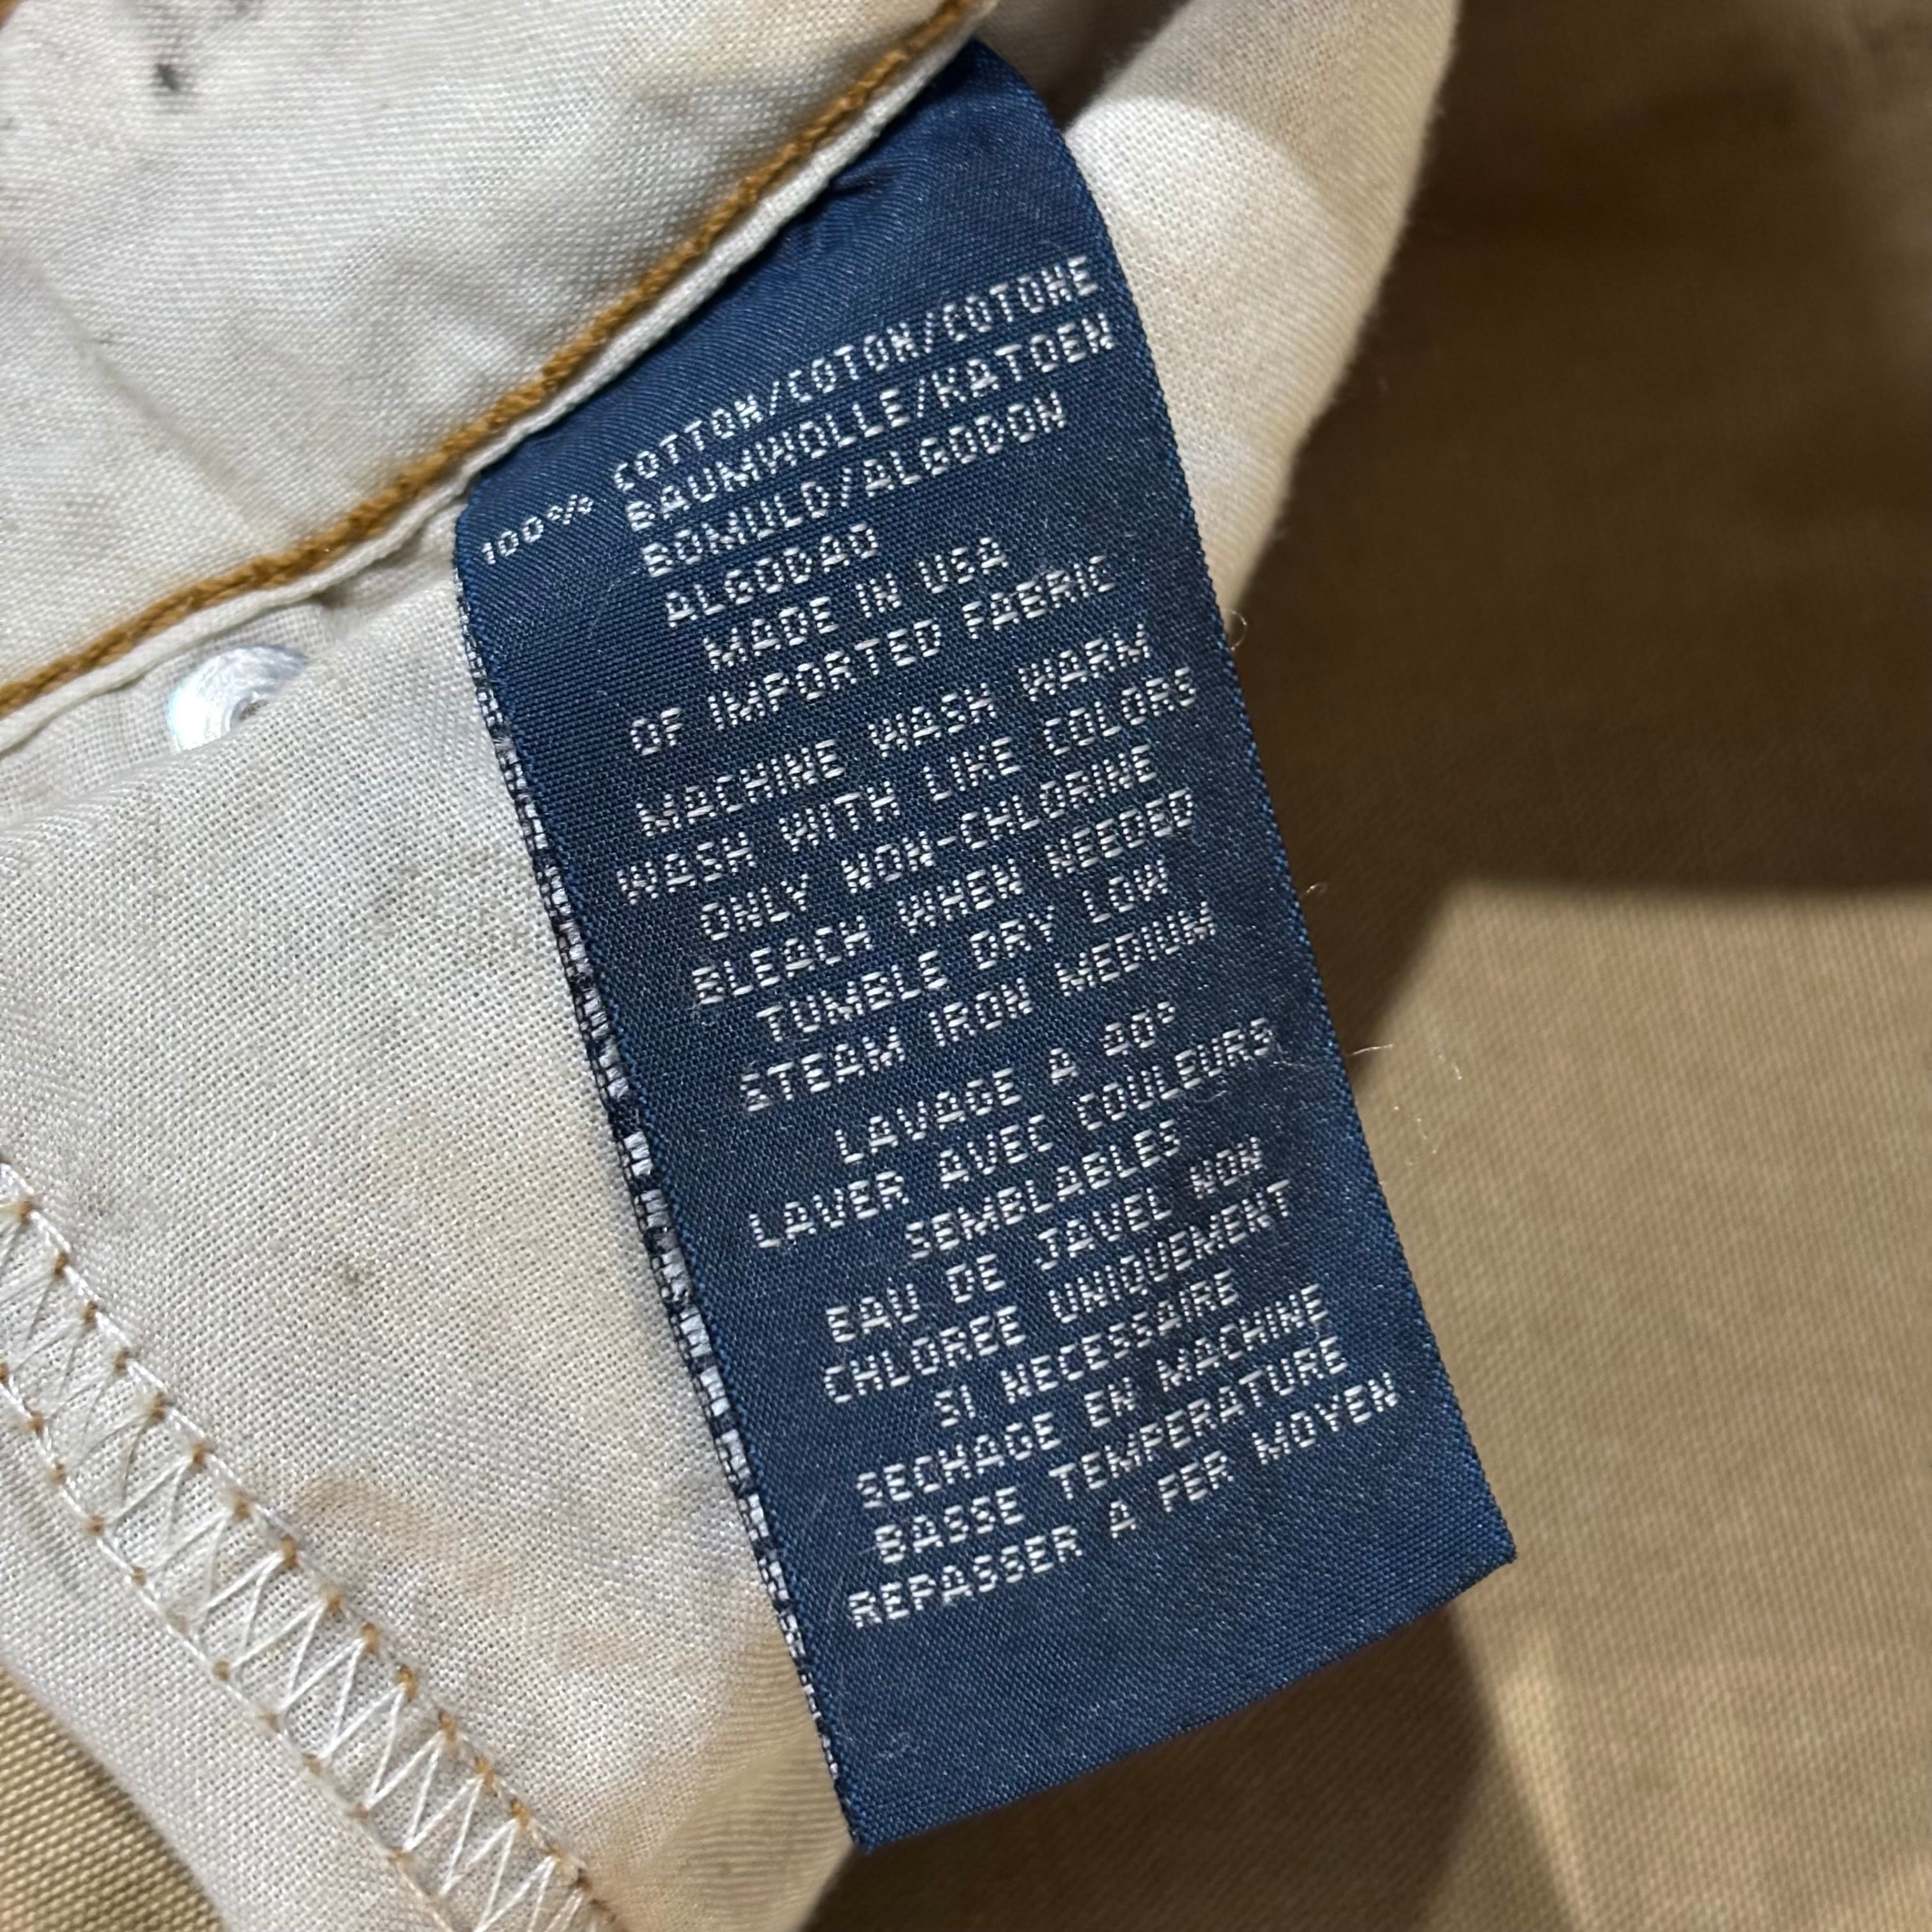 100% COTTON/COTON/COTONE
BAUMWOLLE/KATOEN
BOMULD/ALGODON
ALGODAO
MADE IN USA
OF IMPORTED FABRIC
MACHINE WASH WARM
WASH WITH LIKE COLORS
ONLY NON-CHLORINE
BLEACH WHEN NEEDED
TUMBLE DRY LOW
STEAM IRON MEDIUM
LAVAGE A 40°
LAVER AVEC COULEURS
SEMBLABLES
EAU DE JAVEL NON
CHLOREE UNIQUEMENT
SI NECESSAIRE
SECHAGE EN MACHINE
BASSE TEMPERATURE
REPASSER A FER MOYEN